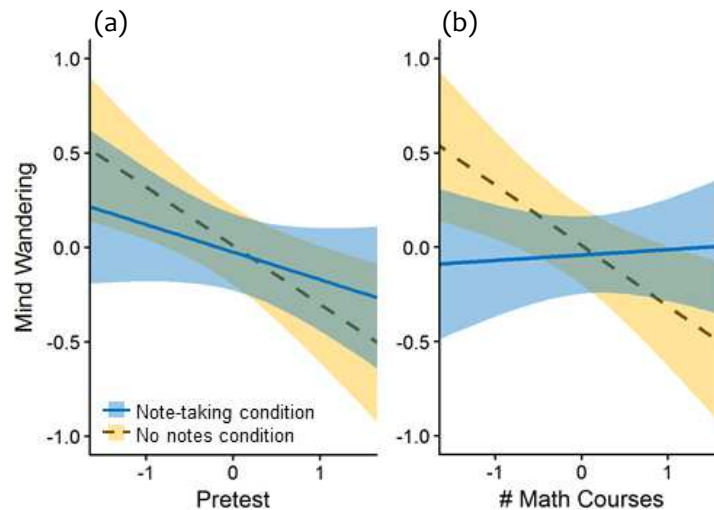 (a)
(b)
Mind Wandering
1.0
0.5
0.0
-0.5
-1.0
Note-taking condition
No notes condition
-1
0
1
Pretest
1.0
0.5
0.0
-0.5
-1.0
-1
0
1
# Math Courses